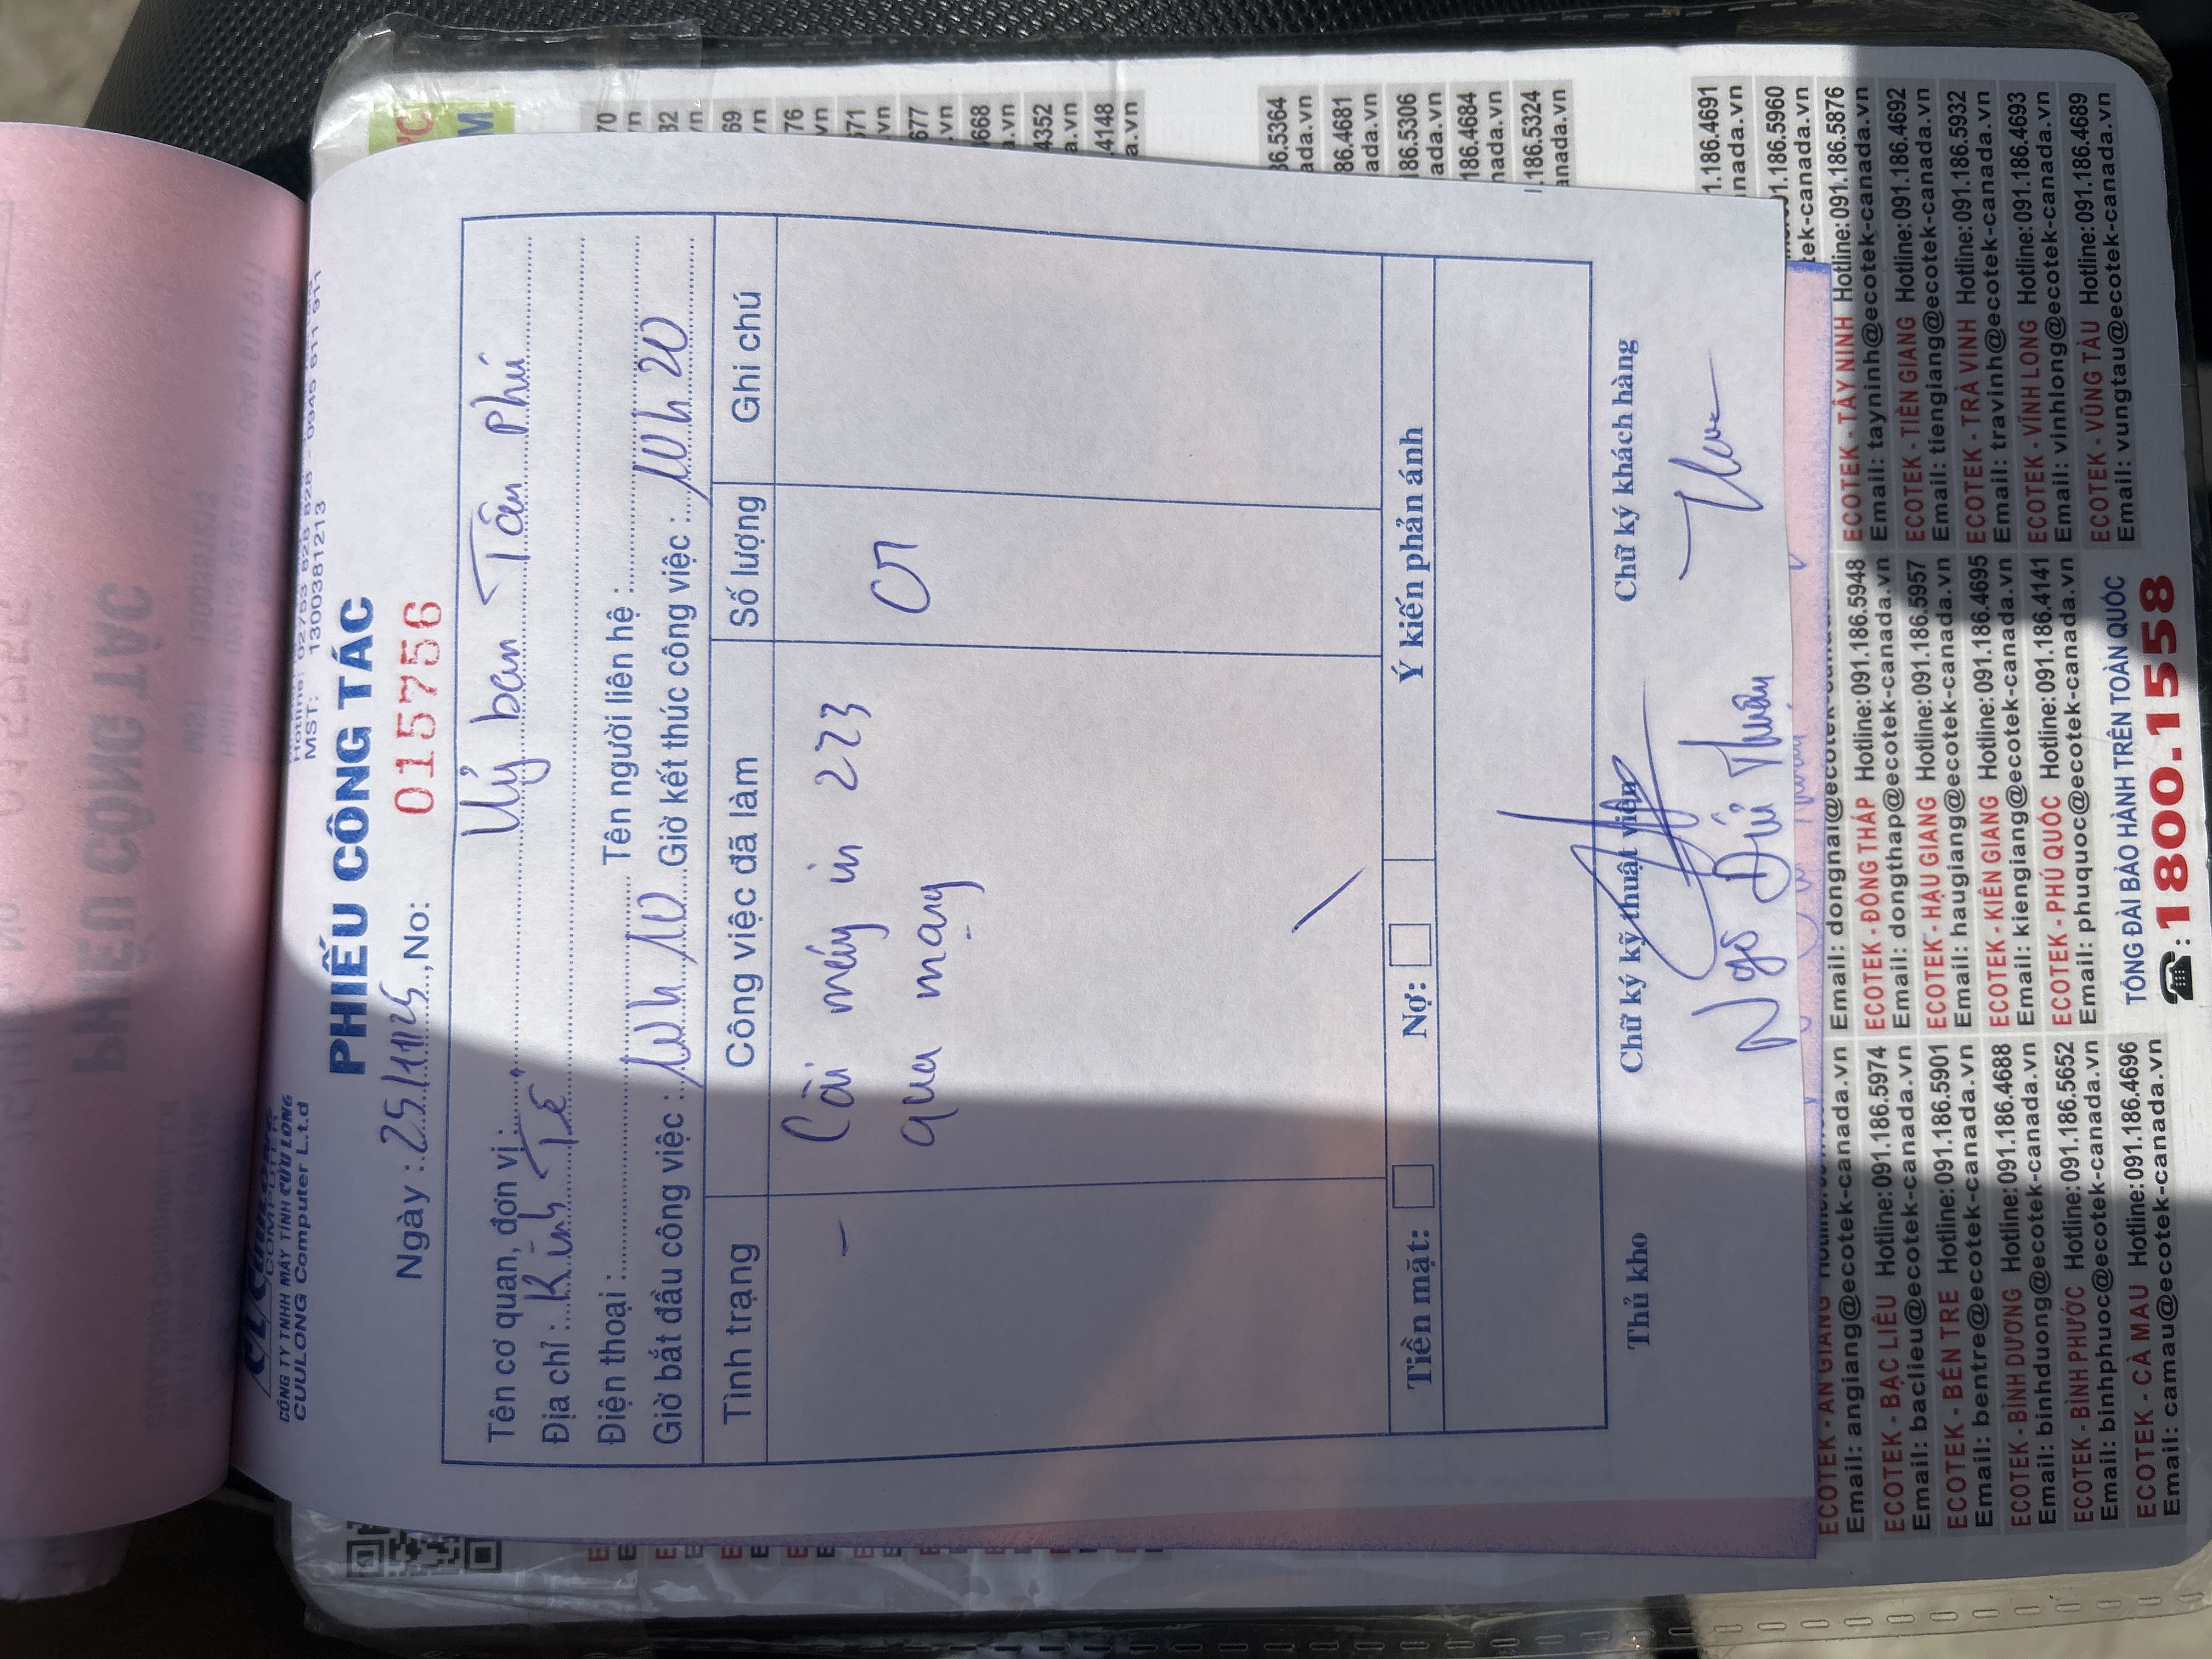 CÔNG TY TNHH MÁY TÍNH CỬU LONG
CUULONG Computer L.t.d
MST: 1300381213
PHIẾU CÔNG TÁC
Ngày : 25/11/25 ,No: 015756
Tên cơ quan, đơn vị : Uỷ ban Tân Phú
Địa chỉ : Kinh Tế
Điện thoại : Tên người liên hệ :
Giờ bắt đầu công việc : 10h 10 Giờ kết thúc công việc : 10h 20
Tình trạng Công việc đã làm Số lượng Ghi chú
- Cài máy in 223 05
qua mạng
Tiền mặt: Nợ: Ý kiến phản ánh
Thủ kho Chữ ký kỹ thuật viên Chữ ký khách hàng
Ngô Thuận
ECOTEK - AN GIANG
Email: angiang@ecotek-canada.vn
ECOTEK - BẠC LIÊU Hotline:091.186.5974
Email: baclieu@ecotek-canada.vn
ECOTEK - BẾN TRE Hotline:091.186.5901
Email: bentre@ecotek-canada.vn
ECOTEK - BÌNH DƯƠNG Hotline:091.186.4688
Email: binhduong@ecotek-canada.vn
ECOTEK - BÌNH PHƯỚC Hotline:091.186.5652
Email: binhphuoc@ecotek-canada.vn
ECOTEK - CÀ MAU Hotline:091.186.4696
Email: camau@ecotek-canada.vn
Email: dongnai@ecotek-canada.vn
ECOTEK - ĐỒNG THÁP Hotline:091.186.5948
Email: dongthap@ecotek-canada.vn
ECOTEK - HẬU GIANG Hotline:091.186.5957
Email: haugiang@ecotek-canada.vn
ECOTEK - KIÊN GIANG Hotline:091.186.4695
Email: kiengiang@ecotek-canada.vn
ECOTEK - PHÚ QUỐC Hotline:091.186.4141
Email: phuquoc@ecotek-canada.vn
ECOTEK - TÂY NINH Hotline:091.186.5876
Email: tayninh@ecotek-canada.vn
ECOTEK - TIỀN GIANG Hotline:091.186.4692
Email: tiengiang@ecotek-canada.vn
ECOTEK - TRÀ VINH Hotline:091.186.5932
Email: travinh@ecotek-canada.vn
ECOTEK - VĨNH LONG Hotline:091.186.4693
Email: vinhlong@ecotek-canada.vn
ECOTEK - VŨNG TÀU Hotline:091.186.4689
Email: vungtau@ecotek-canada.vn
TỔNG ĐÀI BẢO HÀNH TRÊN TOÀN QUỐC
☎: 1800.1558